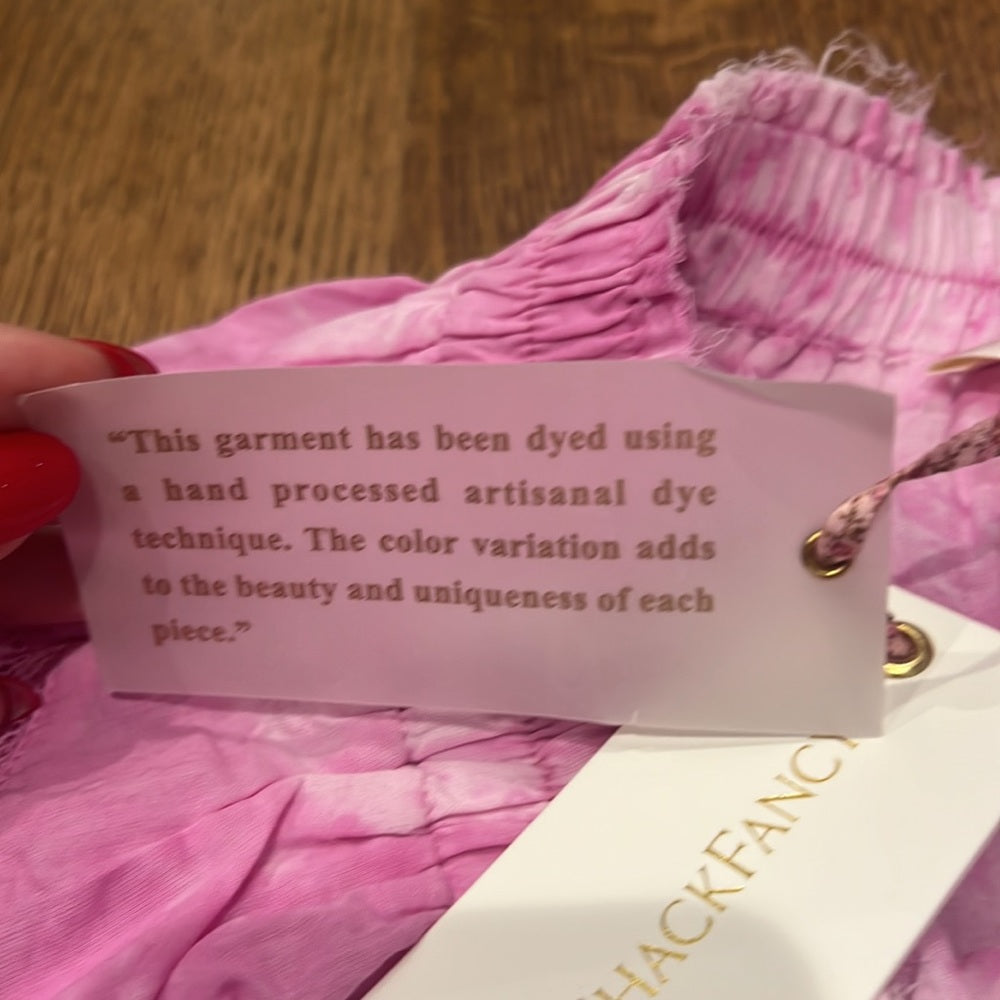 “This garment has been dyed using
a hand processed artisanal dye
technique. The color variation adds
to the beauty and uniqueness of each
piece.”
HACKFANCY